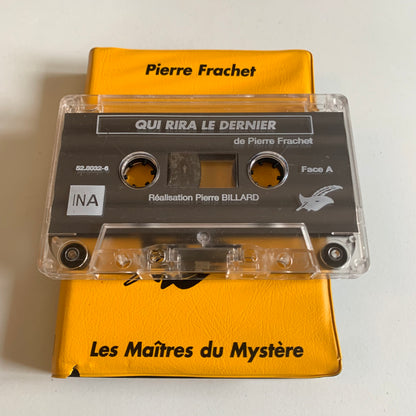 Pierre Frachet
QUI RIRA LE DERNIER
de Pierre Frachet
52.8032-6
Face A
INA
Réalisation Pierre BILLARD
Les Maîtres du Mystère